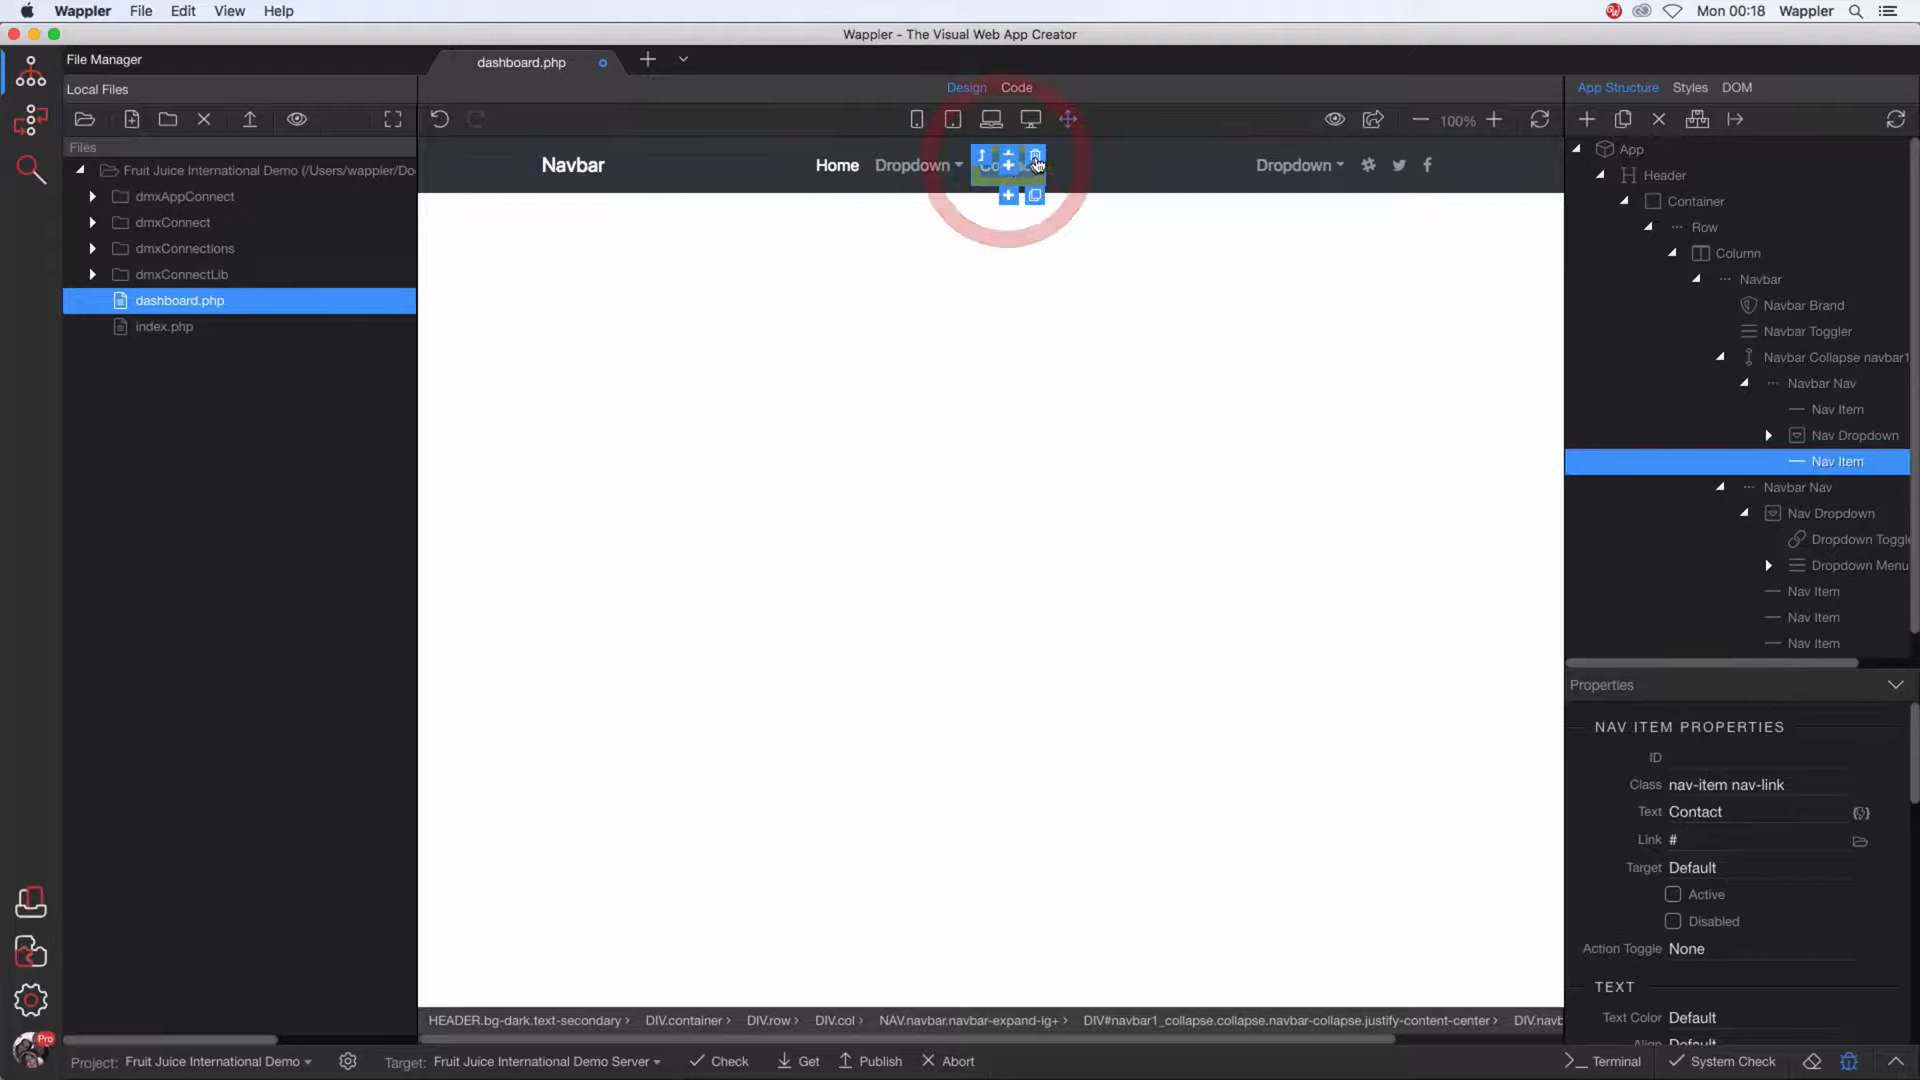 Wappler File Edit View Help Mon 00:18 Wappler
Wappler - The Visual Web App Creator
File Manager
dashboard.php
Local Files
Design Code
App Structure Styles DOM
100%
Files
Fruit Juice International Demo (/Users/wappler/Do
dmxAppConnect
dmxConnect
dmxConnections
dmxConnectLib
dashboard.php
index.php
Navbar Home Dropdown Dropdown
App
Header
Container
Row
Column
Navbar
Navbar Brand
Navbar Toggler
Navbar Collapse navbar1
Navbar Nav
Nav Item
Nav Dropdown
Nav Item
Navbar Nav
Nav Dropdown
Dropdown Toggl
Dropdown Menu
Nav Item
Nav Item
Nav Item
Properties
NAV ITEM PROPERTIES
ID
Class nav-item nav-link
Text Contact
Link #
Target Default
Active
Disabled
Action Toggle None
TEXT
Text Color Default
HEADER.bg-dark.text-secondary › DIV.container › DIV.row › DIV.col › NAV.navbar.navbar-expand-lg+ › DIV#navbar1_collapse.collapse.navbar-collapse.justify-content-center › DIV.navb
Pro
Project: Fruit Juice International Demo Target: Fruit Juice International Demo Server Check Get Publish Abort Terminal System Check